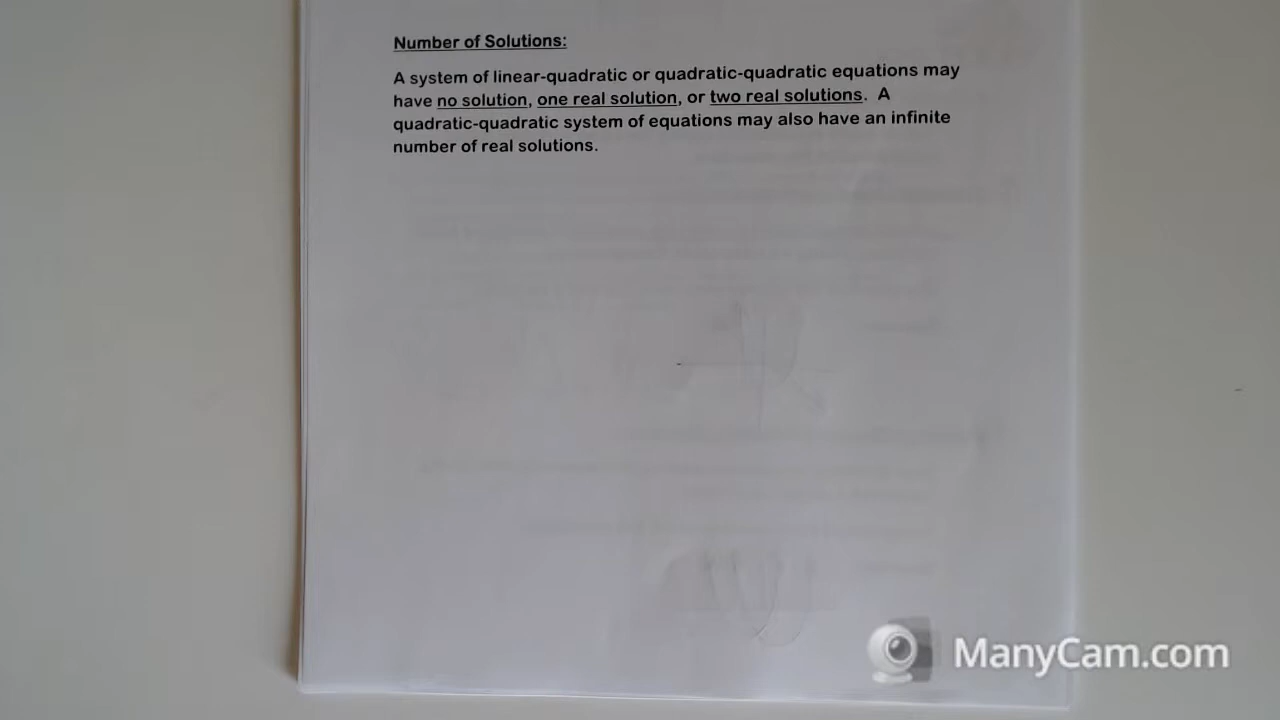 Number of Solutions:
A system of linear-quadratic or quadratic-quadratic equations may
have no solution, one real solution, or two real solutions. A
quadratic-quadratic system of equations may also have an infinite
number of real solutions.
ManyCam.com